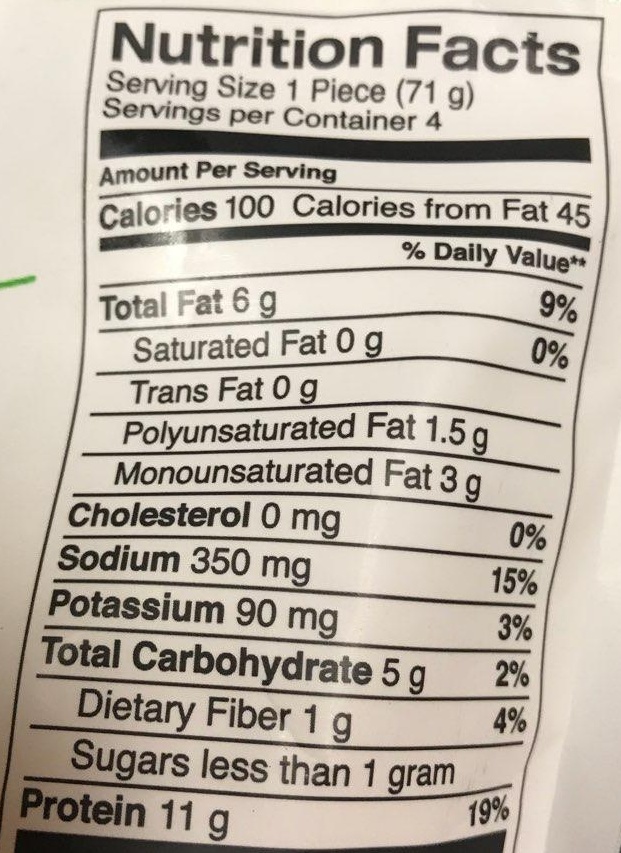 Nutrition Facts
Serving Size 1 Piece (71 g)
Servings per Container 4
Amount Per Serving
Calories 100 Calories from Fat 45
% Daily Value**
Total Fat 6 g 9%
Saturated Fat 0 g 0%
Trans Fat 0 g
Polyunsaturated Fat 1.5 g
Monounsaturated Fat 3 g
Cholesterol 0 mg 0%
Sodium 350 mg 15%
Potassium 90 mg 3%
Total Carbohydrate 5 g 2%
Dietary Fiber 1 g 4%
Sugars less than 1 gram
Protein 11 g 19%